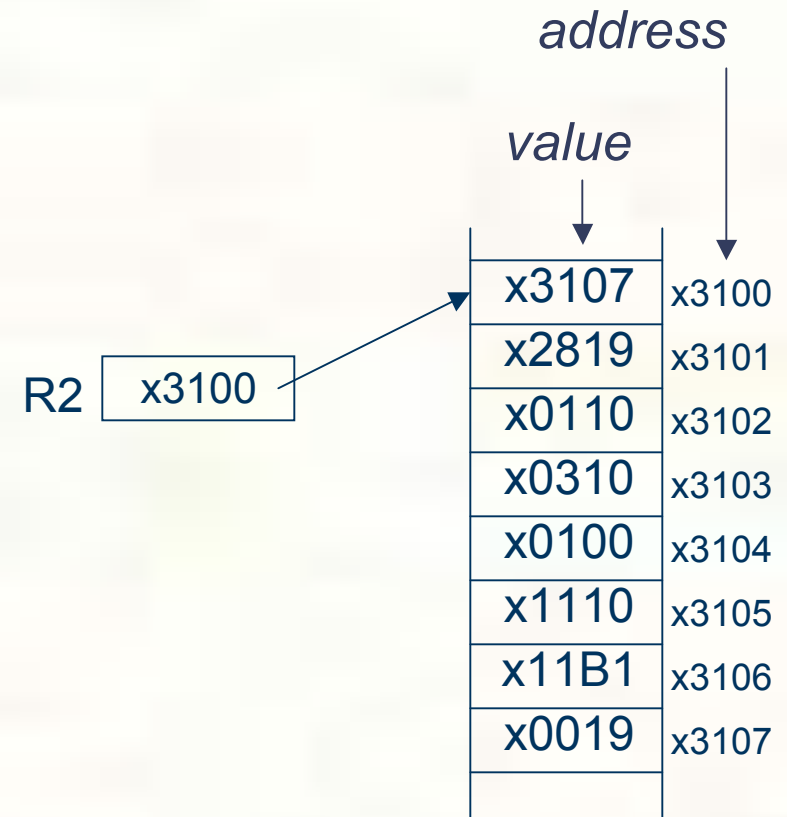 address
value
x3107 x3100
x2819 x3101
R2 x3100
x0110 x3102
x0310 x3103
x0100 x3104
x1110 x3105
x11B1 x3106
x0019 x3107